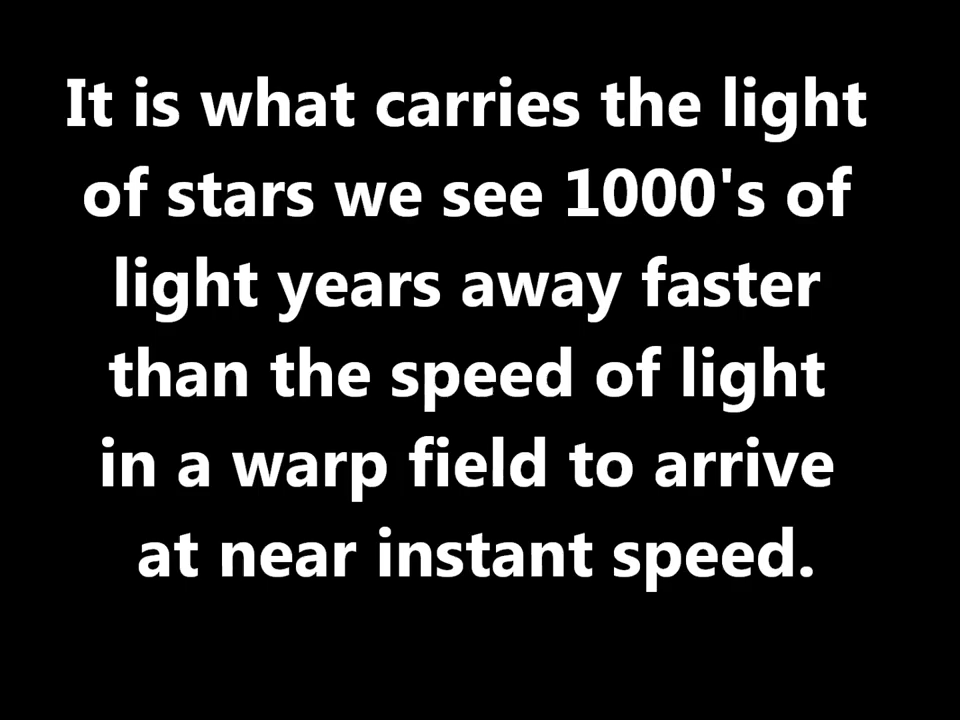 It is what carries the light
of stars we see 1000's of
light years away faster
than the speed of light
in a warp field to arrive
at near instant speed.